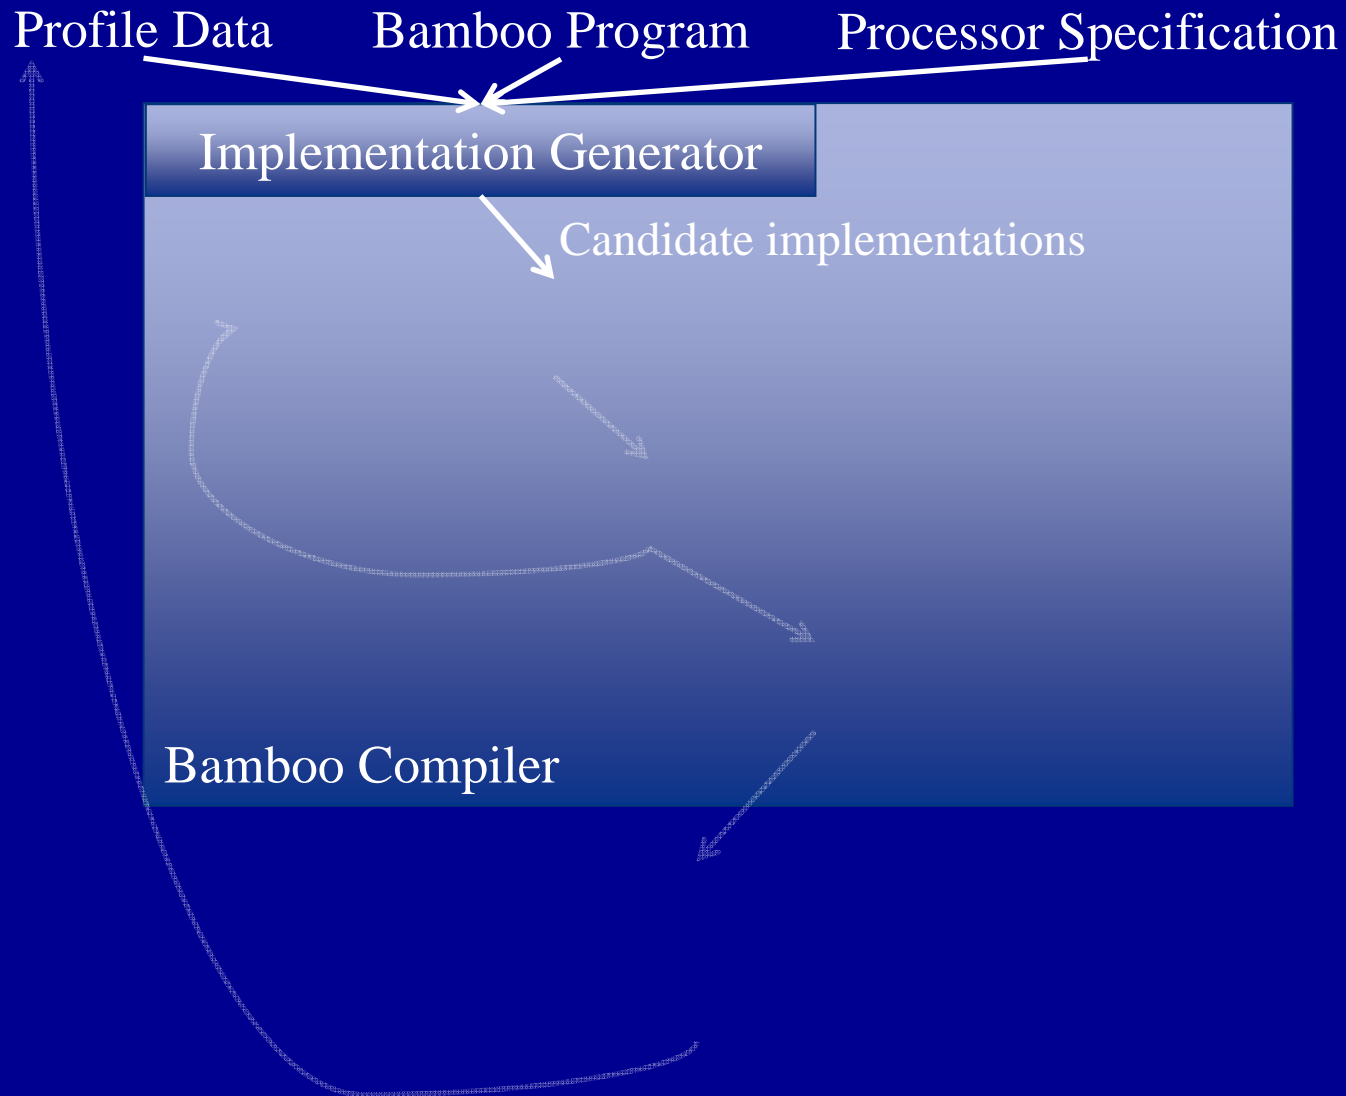 Profile Data
Bamboo Program
Processor Specification
Implementation Generator
Candidate implementations
Bamboo Compiler